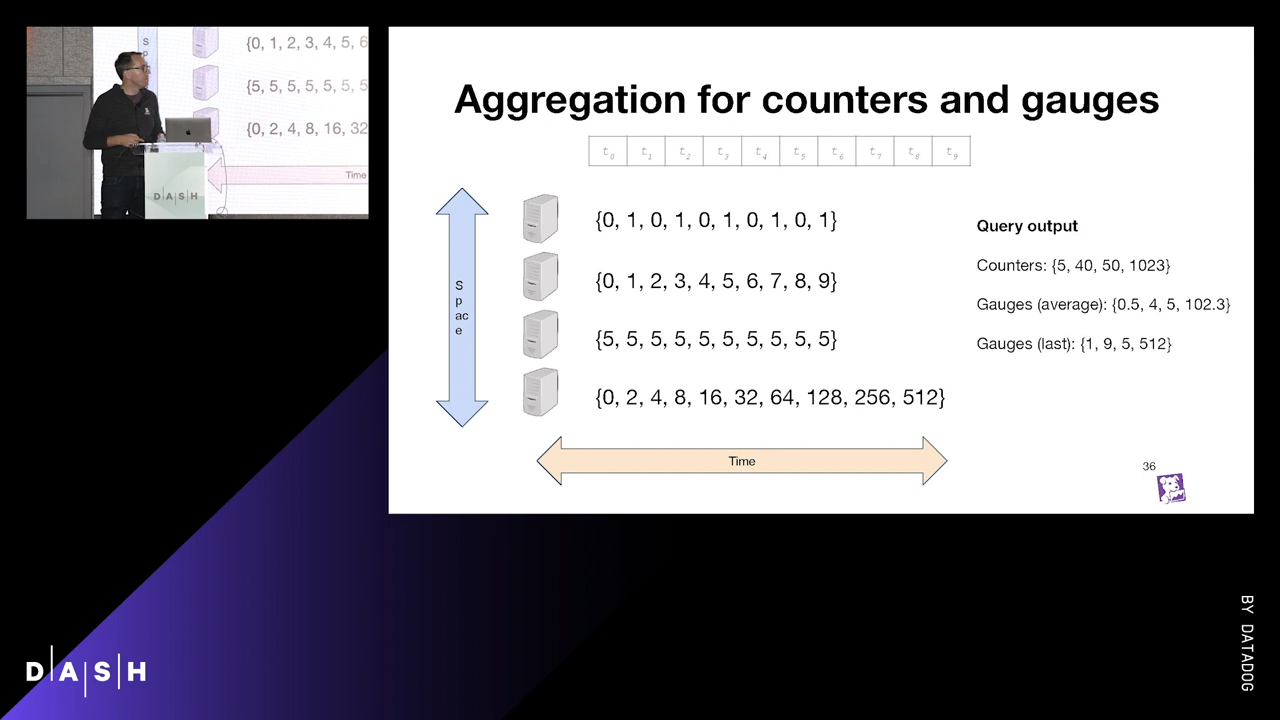 S
p
{0, 1, 2, 3, 4, 5, 6
{5, 5, 5, 5, 5, 5, 5
{0, 2, 4, 8, 16, 32
Time
D|A|S|H
Aggregation for counters and gauges
t0 t1 t2 t3 t4 t5 t6 t7 t8 t9
S
p
ac
e
{0, 1, 0, 1, 0, 1, 0, 1, 0, 1}
{0, 1, 2, 3, 4, 5, 6, 7, 8, 9}
{5, 5, 5, 5, 5, 5, 5, 5, 5, 5}
{0, 2, 4, 8, 16, 32, 64, 128, 256, 512}
Time
Query output
Counters: {5, 40, 50, 1023}
Gauges (average): {0.5, 4, 5, 102.3}
Gauges (last): {1, 9, 5, 512}
36
D|A|S|H
BY DATADOG